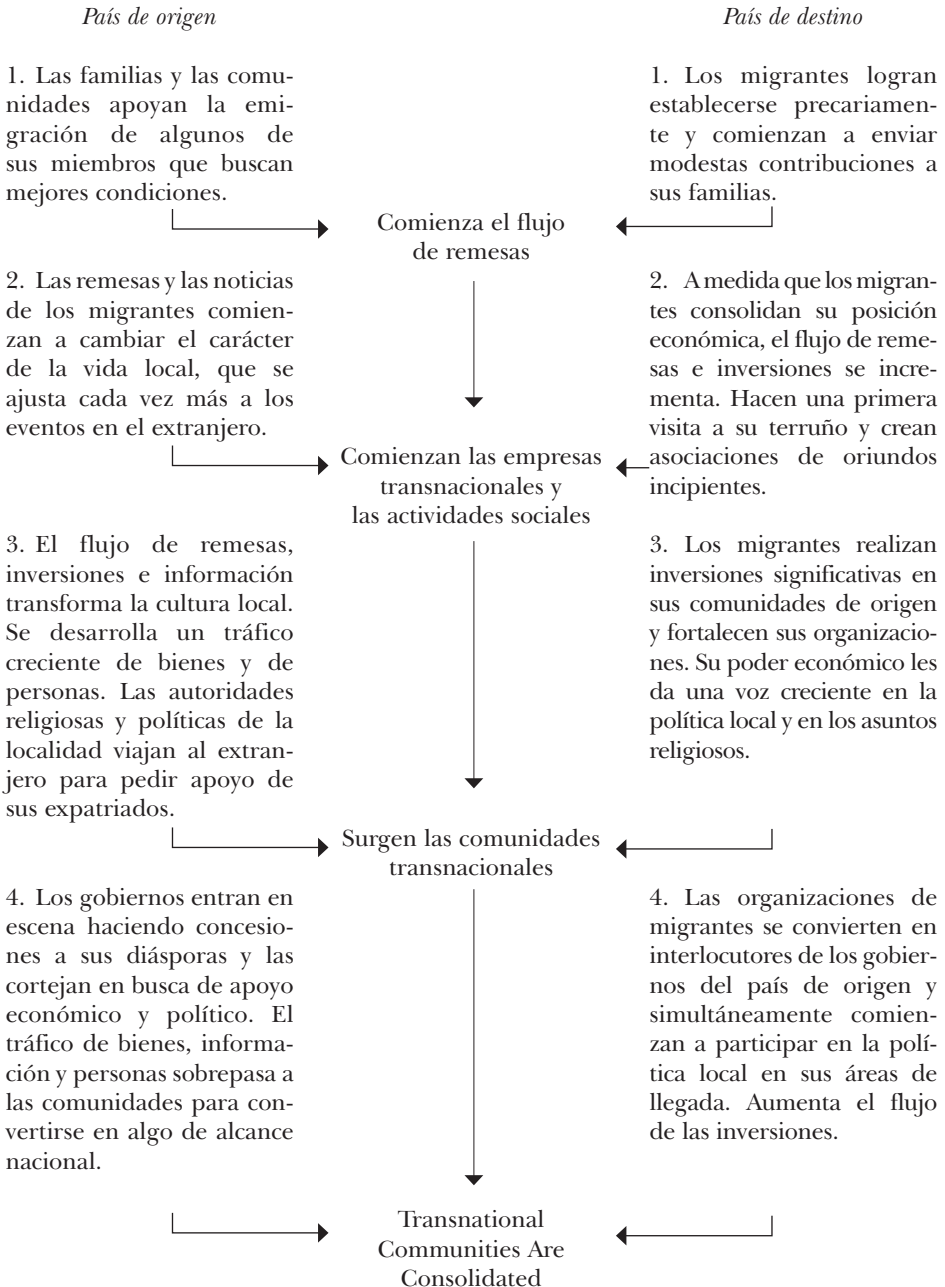 País de origen
País de destino
1. Las familias y las comu-
nidades apoyan la emi-
gración de algunos de
sus miembros que buscan
mejores condiciones.
1. Los migrantes logran
establecerse precariamen-
te y comienzan a enviar
modestas contribuciones a
sus familias.
Comienza el flujo
de remesas
2. Las remesas y las noticias
de los migrantes comien-
zan a cambiar el carácter
de la vida local, que se
ajusta cada vez más a los
eventos en el extranjero.
2. A medida que los migran-
tes consolidan su posición
económica, el flujo de reme-
sas e inversiones se incre-
menta. Hacen una primera
visita a su terruño y crean
asociaciones de oriundos
incipientes.
Comienzan las empresas
transnacionales y
las actividades sociales
3. El flujo de remesas,
inversiones e información
transforma la cultura local.
Se desarrolla un tráfico
creciente de bienes y de
personas. Las autoridades
religiosas y políticas de la
localidad viajan al extran-
jero para pedir apoyo de
sus expatriados.
3. Los migrantes realizan
inversiones significativas en
sus comunidades de origen
y fortalecen sus organizacio-
nes. Su poder económico les
da una voz creciente en la
política local y en los asuntos
religiosos.
Surgen las comunidades
transnacionales
4. Los gobiernos entran en
escena haciendo concesio-
nes a sus diásporas y las
cortejan en busca de apoyo
económico y político. El
tráfico de bienes, informa-
ción y personas sobrepasa a
las comunidades para con-
vertirse en algo de alcance
nacional.
4. Las organizaciones de
migrantes se convierten en
interlocutores de los gobier-
nos del país de origen y
simultáneamente comien-
zan a participar en la polí-
tica local en sus áreas de
llegada. Aumenta el flujo
de las inversiones.
Transnational
Communities Are
Consolidated